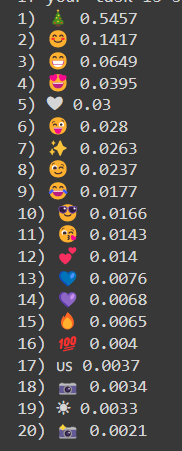 1) 🎄 0.5457
2) 😊 0.1417
3) 😁 0.0649
4) 😍 0.0395
5) 🤍 0.03
6) 😜 0.028
7) ✨ 0.0263
8) 😉 0.0237
9) 😂 0.0177
10) 😎 0.0166
11) 😘 0.0143
12) 💕 0.014
13) 💙 0.0076
14) 💜 0.0068
15) 🔥 0.0065
16) 💯 0.004
17) us 0.0037
18) 📷 0.0034
19) ☀ 0.0033
20) 📸 0.0021